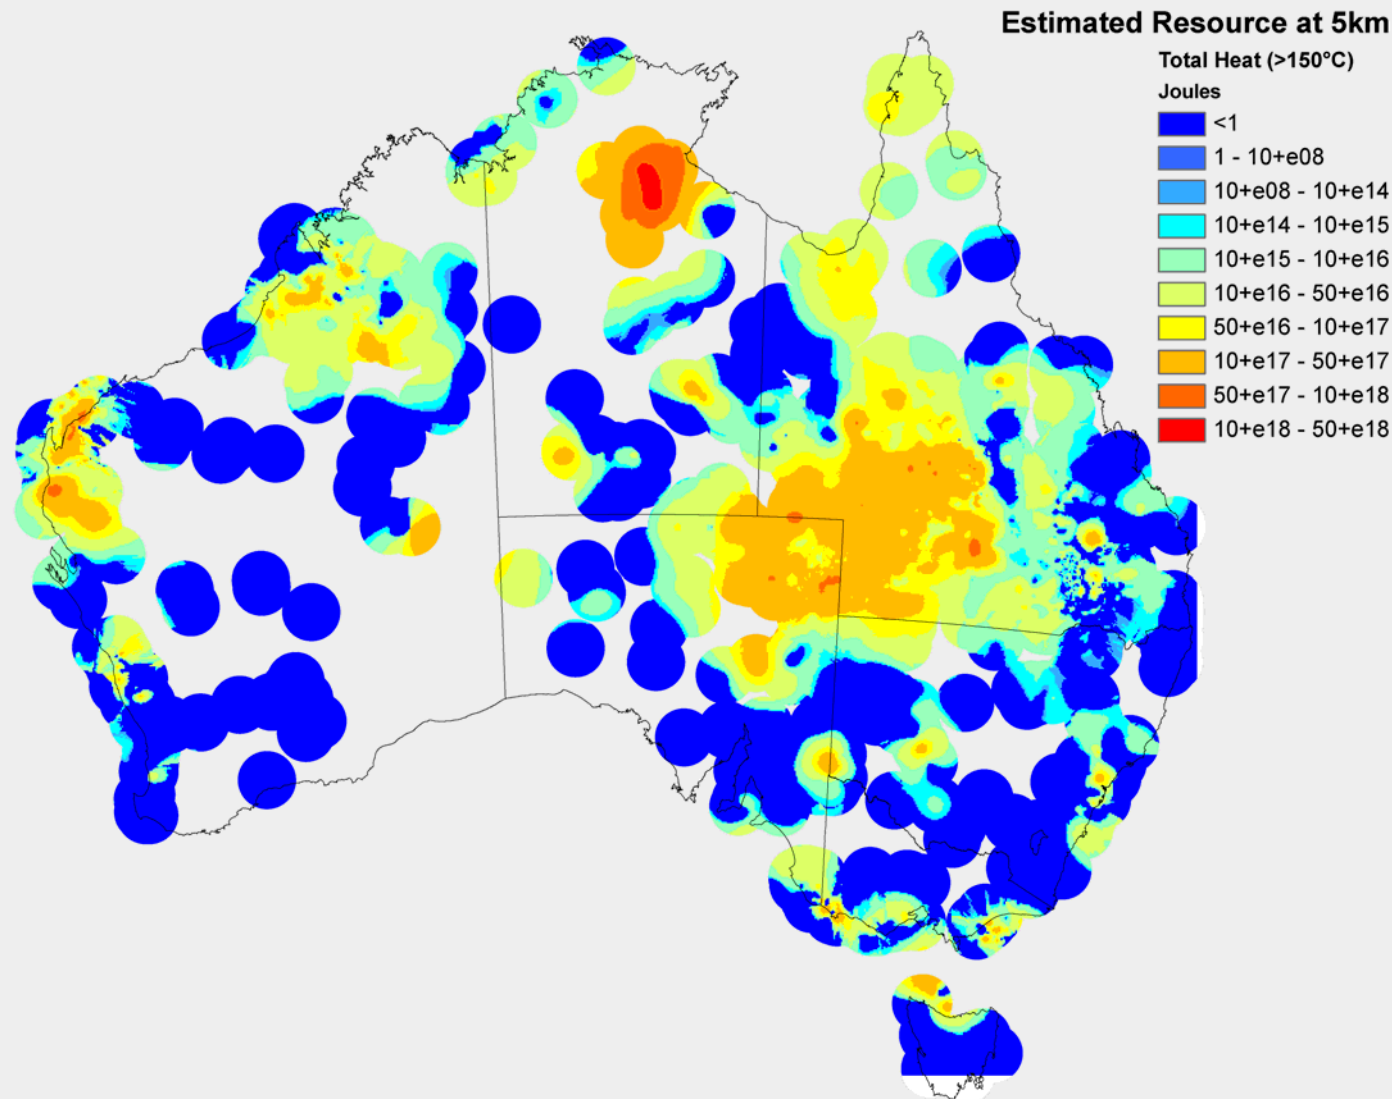 Estimated Resource at 5km
Total Heat (>150°C)
Joules
<1
1 - 10+e08
10+e08 - 10+e14
10+e14 - 10+e15
10+e15 - 10+e16
10+e16 - 50+e16
50+e16 - 10+e17
10+e17 - 50+e17
50+e17 - 10+e18
10+e18 - 50+e18